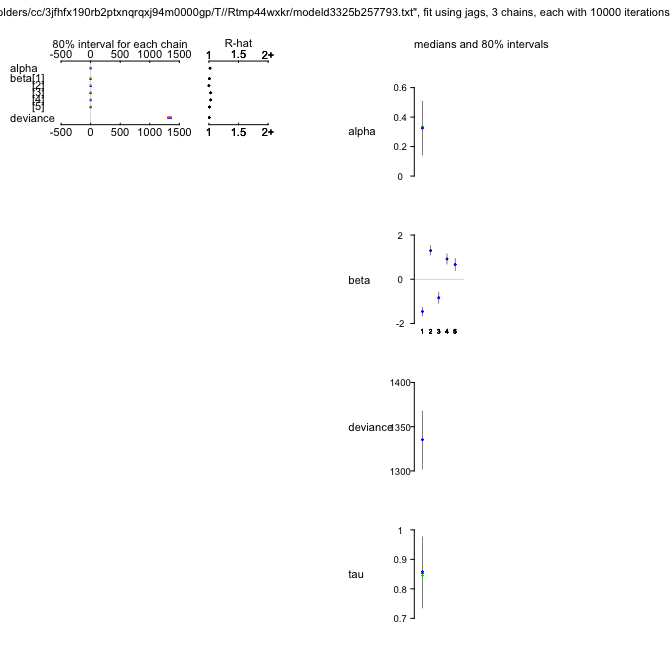 olders/cc/3jfhfx190rb2ptxnqrqxj94m0000gp/T//Rtmp44wxkr/modeld3325b257793.txt", fit using jags, 3 chains, each with 10000 iterations
80% interval for each chain R-hat
medians and 80% intervals
-500 0 500 1000 1500 1 1.5 2+
alpha
beta[1]
[2]
[3]
[4]
[5]
deviance
-500 0 500 1000 1500 1 1.5 2+
alpha
0.6
0.4
0.2
0
beta
2
0
-2
1 2 3 4 5
deviance
1400
1350
1300
tau
1
0.9
0.8
0.7